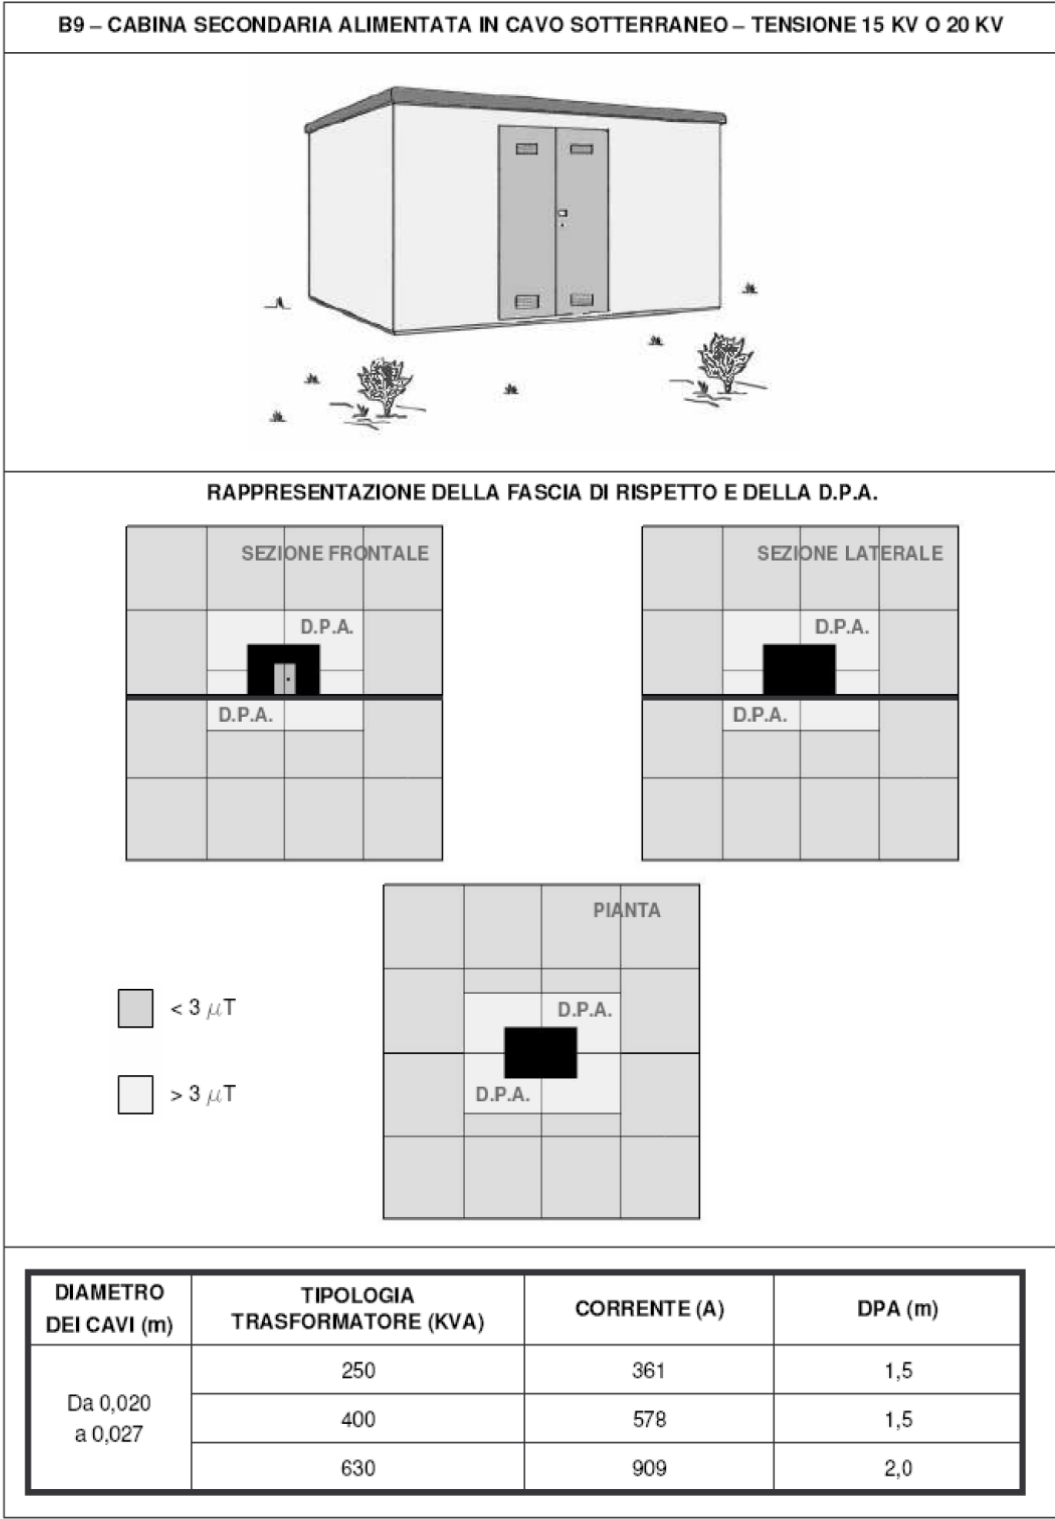 B9 – CABINA SECONDARIA ALIMENTATA IN CAVO SOTTERRANEO – TENSIONE 15 KV O 20 KV
RAPPRESENTAZIONE DELLA FASCIA DI RISPETTO E DELLA D.P.A.
SEZIONE FRONTALE
D.P.A.
D.P.A.
SEZIONE LATERALE
D.P.A.
D.P.A.
PIANTA
D.P.A.
D.P.A.
< 3 μT
> 3 μT
DIAMETRO
DEI CAVI (m)
TIPOLOGIA
TRASFORMATORE (KVA)
CORRENTE (A)
DPA (m)
Da 0,020
a 0,027
250
361
1,5
400
578
1,5
630
909
2,0